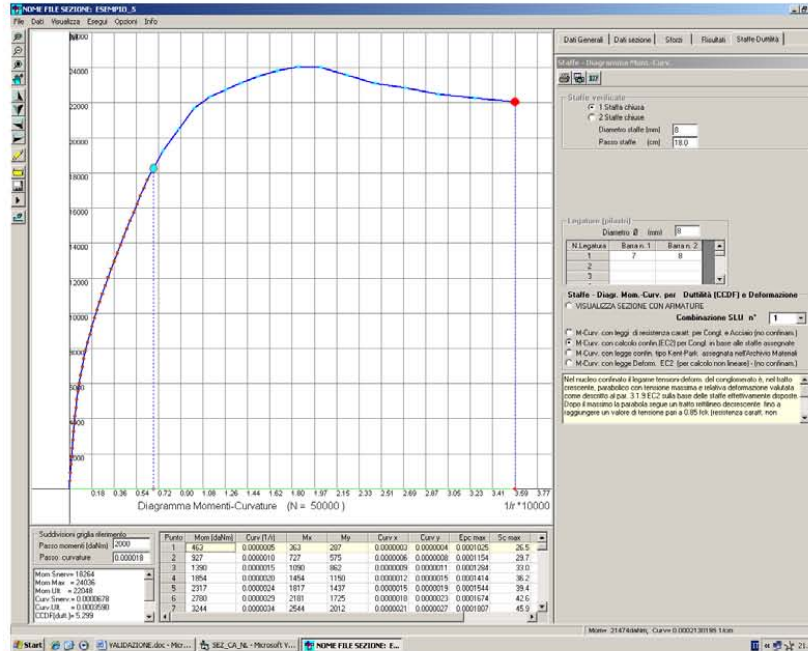 NOME FILE SEZIONE: ESEMPIO_5
File Dati Visualizza Esegui Opzioni Info
Dati Generali Dati sezione Sforzi Risultati Staffe Duttilità
Staffe - Diagramma Mom.-Curv.
Staffe verificate
1 Staffa chiusa
2 Staffe chiuse
Diametro staffe (mm) 8
Passo staffe (cm) 18.0
Legature (pilastri)
Diametro Ø (mm) 8
N.Legatura Barra n. 1 Barra n. 2
1 7 8
2
3
Staffe - Diagr. Mom.-Curv. per Duttilità (CCDF) e Deformazione
VISUALIZZA SEZIONE CON ARMATURE
Combinazione SLU n° 1
M-Curv. con leggi di resistenza caratt. per Congl. e Acciaio (no confinam.)
M-Curv. con calcolo confin.(EC2) per Congl. in base alle staffe assegnate
M-Curv. con legge confin. tipo Kent-Park assegnata nell'Archivio Materiali
M-Curv. con legge Deform. EC2 (per calcolo non lineare) - (no confinam.)
Nel nucleo confinato il legame tensioni-deform. del conglomerato è, nel tratto
crescente, parabolico con tensione massima e relativa deformazione valutata
come descritto al par. 3.1.9 EC2 sulla base delle staffe effettivamente disposte.
Dopo il massimo la parabola segue un tratto rettilineo decrescente fino a
raggiungere un valore di tensione pari a 0.85 fck (resistenza caratt. non
24000
22000
20000
18000
16000
14000
12000
10000
8000
6000
4000
2000
0.18 0.36 0.54 0.72 0.90 1.08 1.26 1.44 1.62 1.80 1.97 2.15 2.33 2.51 2.69 2.87 3.05 3.23 3.41 3.59 3.77
Diagramma Momenti-Curvature (N = 50000 ) 1/r *10000
Suddivisioni griglia riferimento
Passo momenti (daNm) 2000
Passo curvature 0.000018
Mom Snerv= 18264
Mom Max = 24036
Mom Ult. = 22048
Curv Snerv.= 0.0000678
Curv.Ult. = 0.0003590
CCDF(dutt.)= 5.299
Punto Mom (daNm) Curv (1/r) Mx My Curv x Curv y Epc max Sc max
1 463 0.0000005 363 287 0.0000003 0.0000004 0.0001025 26.5
2 927 0.0000010 727 575 0.0000006 0.0000008 0.0001154 29.7
3 1390 0.0000015 1090 862 0.0000009 0.0000011 0.0001284 33.0
4 1854 0.0000020 1454 1150 0.0000012 0.0000015 0.0001414 36.2
5 2317 0.0000024 1817 1437 0.0000015 0.0000019 0.0001544 39.4
6 2780 0.0000029 2181 1725 0.0000018 0.0000023 0.0001674 42.6
7 3244 0.0000034 2544 2012 0.0000021 0.0000027 0.0001807 45.9
Mom= 21474daNm, Curv= 0.0002130195 1/cm
Start VALIDAZIONE.doc - Micr... SEZ_CA_NL - Microsoft V... NOME FILE SEZIONE: E...